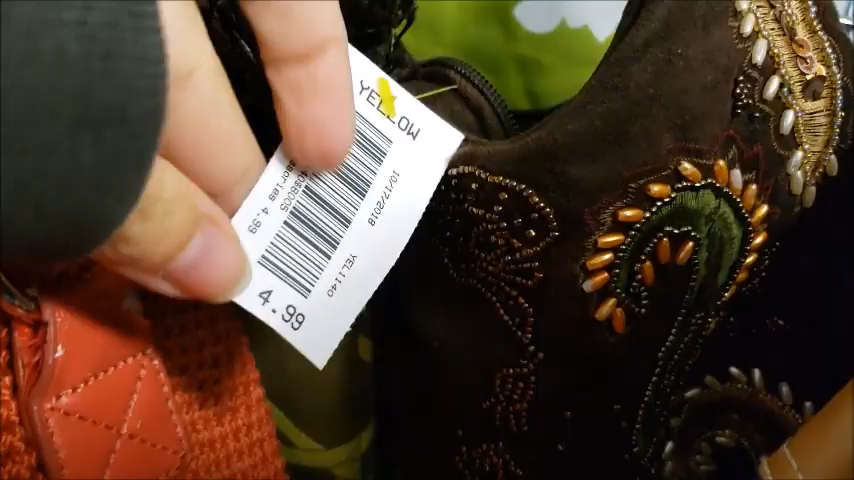 YELLOW
10/17/2018
4.99
YEL1140
4.99